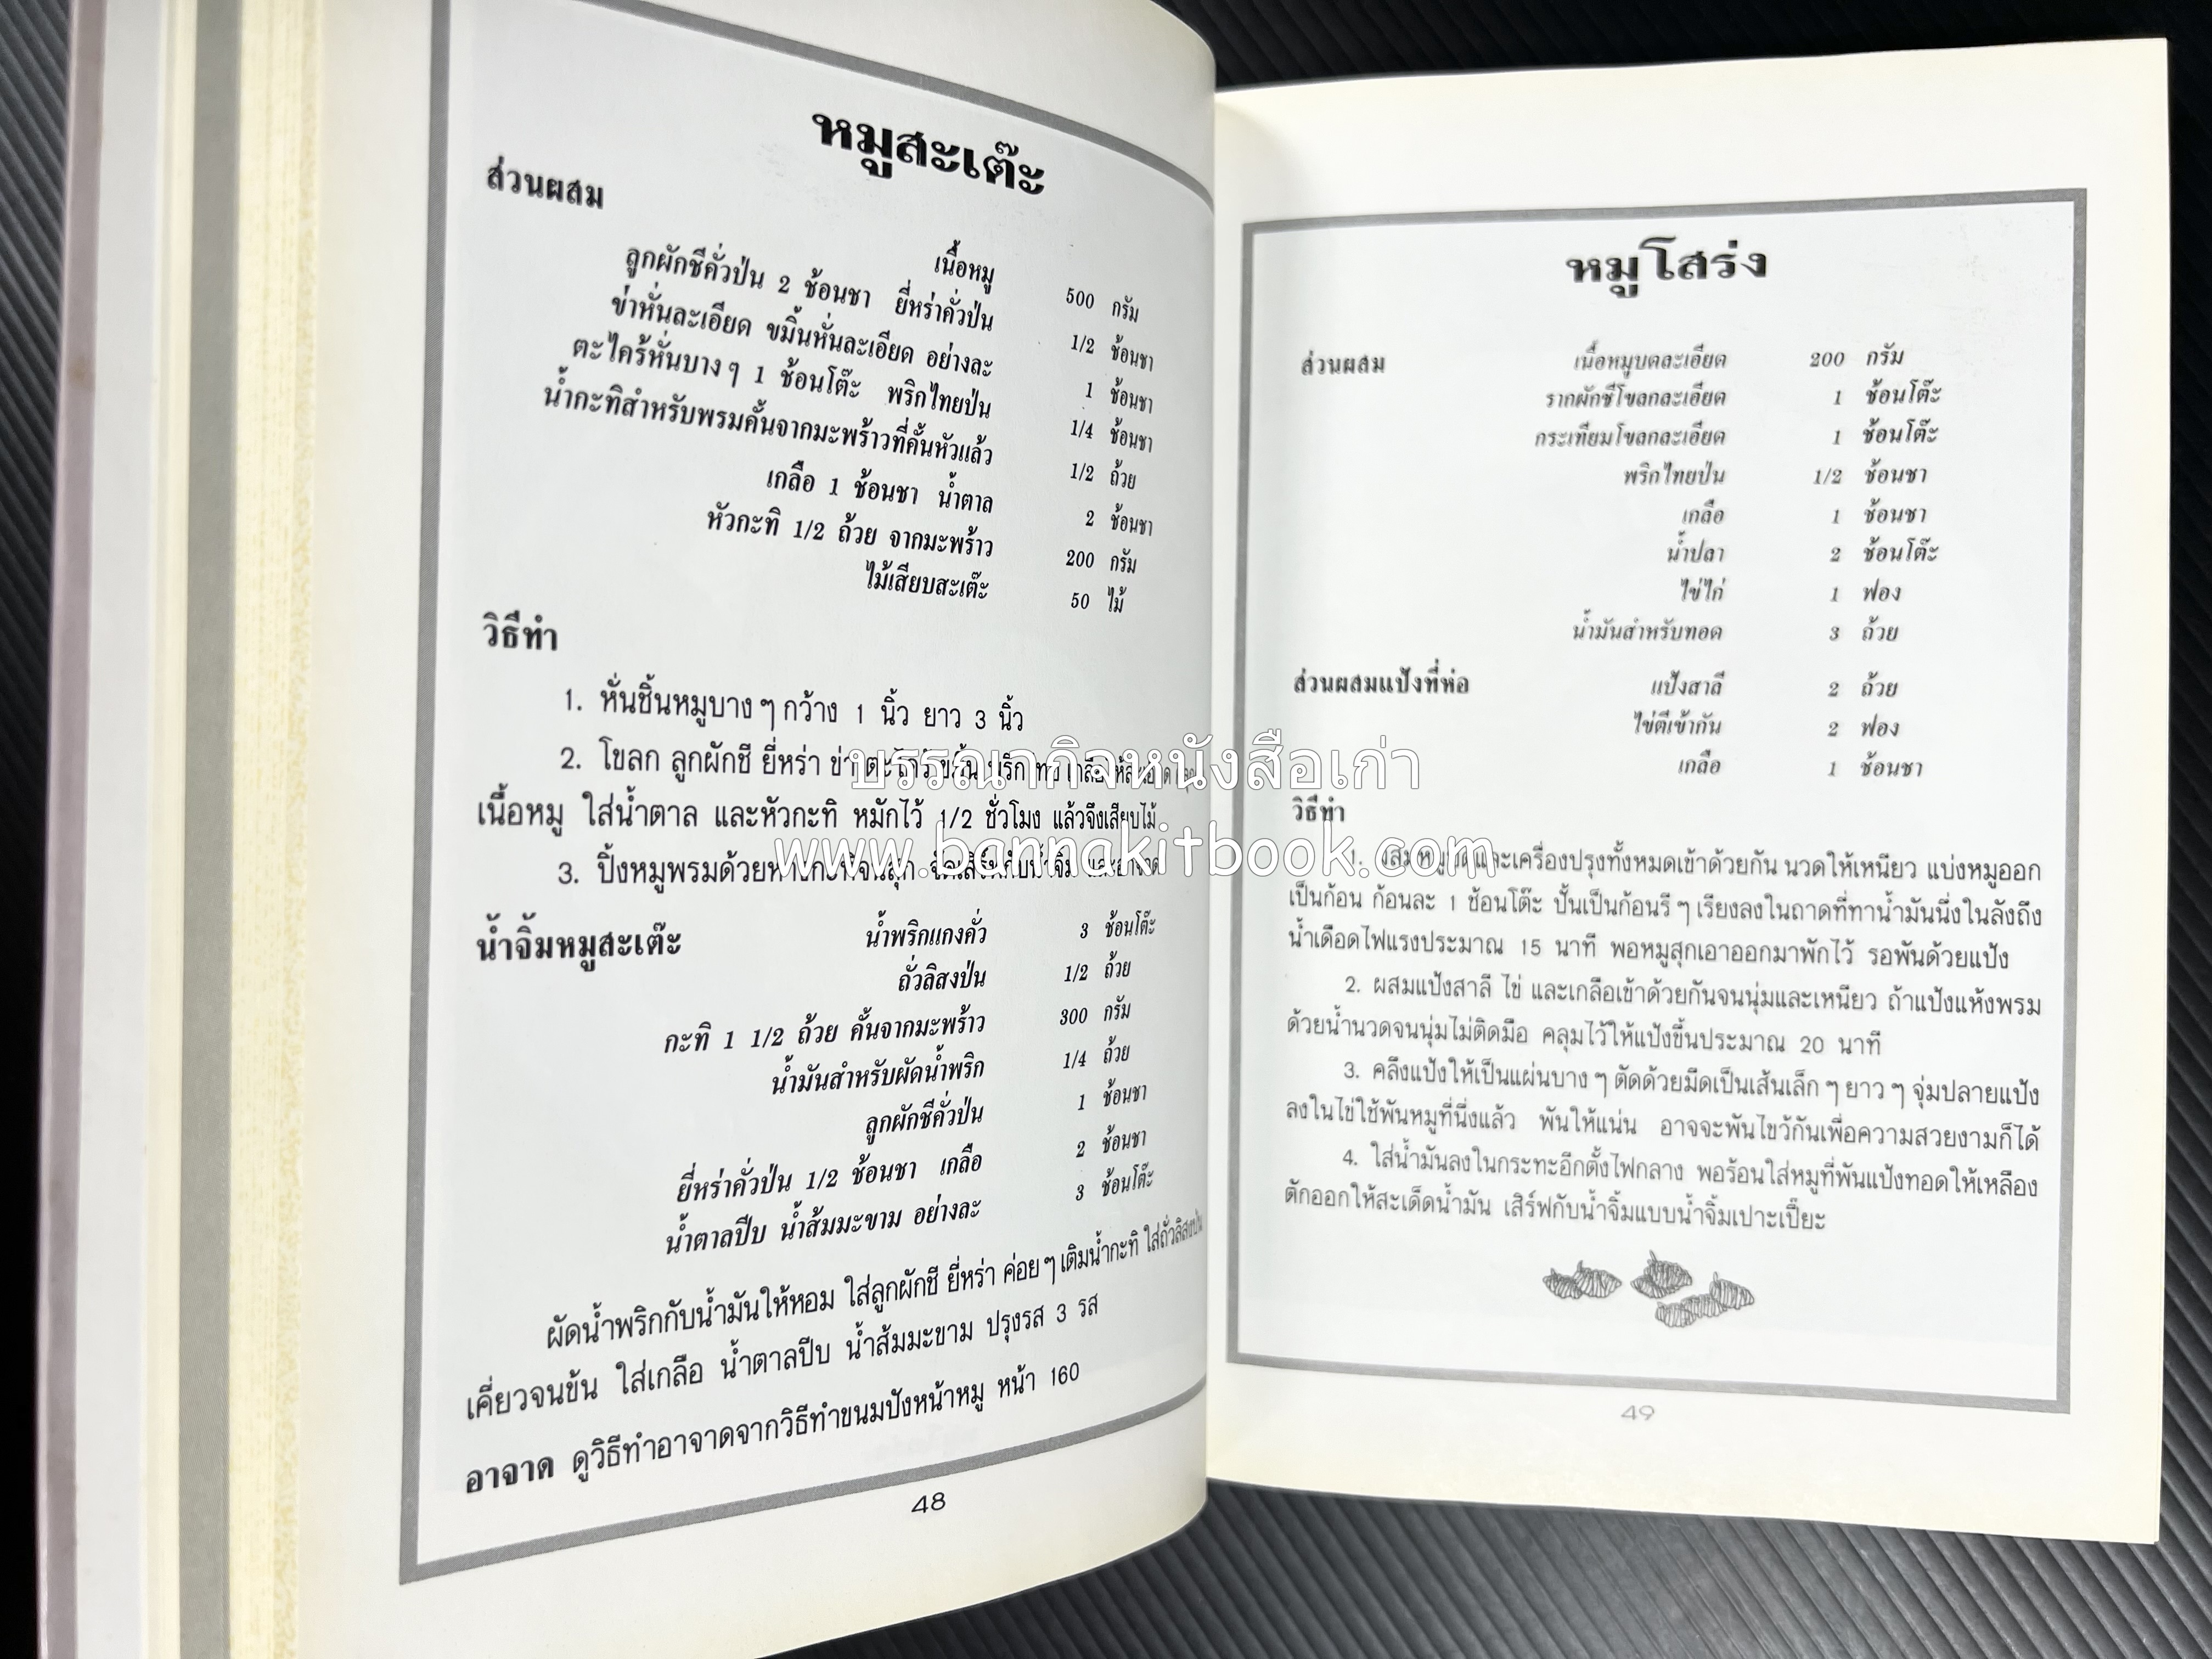 หมูสะเต๊ะ
ส่วนผสม
เนื้อหมู 500 กรัม
ลูกผักชีคั่วป่น 2 ช้อนชา ยี่หร่าคั่วป่น 1/2 ช้อนชา
ข่าหั่นละเอียด ขมิ้นหั่นละเอียด อย่างละ 1 ช้อนชา
ตะไคร้หั่นบางๆ 1 ช้อนโต๊ะ พริกไทยป่น 1/4 ช้อนชา
น้ำกะทิสำหรับพรมคั้นจากมะพร้าวที่คั้นหัวแล้ว 1/2 ถ้วย
เกลือ 1 ช้อนชา น้ำตาล 2 ช้อนชา
หัวกะทิ 1/2 ถ้วย จากมะพร้าว 200 กรัม
ไม้เสียบสะเต๊ะ 50 ไม้
วิธีทำ
1. หั่นชิ้นหมูบางๆ กว้าง 1 นิ้ว ยาว 3 นิ้ว
2. โขลก ลูกผักชี ยี่หร่า ข่า ตะไคร้
เนื้อหมู ใส่น้ำตาล และหัวกะทิ หมักไว้ 1/2 ชั่วโมง แล้วจึงเสียบไม้
3. ปิ้งหมูพรมด้วยหางกะทิจนสุก จัดเสิร์ฟกับน้ำจิ้ม และอาจาด
น้ำจิ้มหมูสะเต๊ะ น้ำพริกแกงคั่ว 3 ช้อนโต๊ะ
ถั่วลิสงป่น 1/2 ถ้วย
กะทิ 1 1/2 ถ้วย คั้นจากมะพร้าว 300 กรัม
น้ำมันสำหรับผัดน้ำพริก 1/4 ถ้วย
ลูกผักชีคั่วป่น 1 ช้อนชา
ยี่หร่าคั่วป่น 1/2 ช้อนชา เกลือ 2 ช้อนชา
น้ำตาลปีบ น้ำส้มมะขาม อย่างละ 3 ช้อนโต๊ะ
ผัดน้ำพริกกับน้ำมันให้หอม ใส่ลูกผักชี ยี่หร่า ค่อยๆ เติมน้ำกะทิ ใส่ถั่วลิสงป่น
เคี่ยวจนข้น ใส่เกลือ น้ำตาลปีบ น้ำส้มมะขาม ปรุงรส 3 รส
อาจาด ดูวิธีทำอาจาดจากวิธีทำขนมปังหน้าหมู หน้า 160
48
หมูโสร่ง
ส่วนผสม เนื้อหมูบดละเอียด 200 กรัม
รากผักชีโขลกละเอียด 1 ช้อนโต๊ะ
กระเทียมโขลกละเอียด 1 ช้อนโต๊ะ
พริกไทยป่น 1/2 ช้อนชา
เกลือ 1 ช้อนชา
น้ำปลา 2 ช้อนโต๊ะ
ไข่ไก่ 1 ฟอง
น้ำมันสำหรับทอด 3 ถ้วย
ส่วนผสมแป้งที่ห่อ แป้งสาลี 2 ถ้วย
ไข่ตีเข้ากัน 2 ฟอง
เกลือ 1 ช้อนชา
วิธีทำ
1. ผสมหมูบดและเครื่องปรุงทั้งหมดเข้าด้วยกัน นวดให้เหนียว แบ่งหมูออก
เป็นก้อน ก้อนละ 1 ช้อนโต๊ะ ปั้นเป็นก้อนรีๆ เรียงลงในถาดที่ทาน้ำมันนึ่งในลังถึง
น้ำเดือดไฟแรงประมาณ 15 นาที พอหมูสุกเอาออกมาพักไว้ รอพันด้วยแป้ง
2. ผสมแป้งสาลี ไข่ และเกลือเข้าด้วยกันจนนุ่มและเหนียว ถ้าแป้งแห้งพรม
ด้วยน้ำนวดจนนุ่มไม่ติดมือ คลุมไว้ให้แป้งขึ้นประมาณ 20 นาที
3. คลึงแป้งให้เป็นแผ่นบางๆ ตัดด้วยมีดเป็นเส้นเล็กๆ ยาวๆ จุ่มปลายแป้ง
ลงในไข่ใช้พันหมูที่นึ่งแล้ว พันให้แน่น อาจจะพันไขว้กันเพื่อความสวยงามก็ได้
4. ใส่น้ำมันลงในกระทะอีกตั้งไฟกลาง พอร้อนใส่หมูที่พันแป้งทอดให้เหลือง
ตักออกให้สะเด็ดน้ำมัน เสิร์ฟกับน้ำจิ้มแบบน้ำจิ้มเปาะเปี๊ยะ
49
บรรณากิจหนังสือเก่า
www.bannakitbook.com